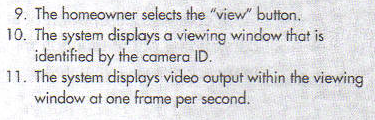 9. The homeowner selects the “view” button.
10. The system displays a viewing window that is
identified by the camera ID.
11. The system displays video output within the viewing
window at one frame per second.